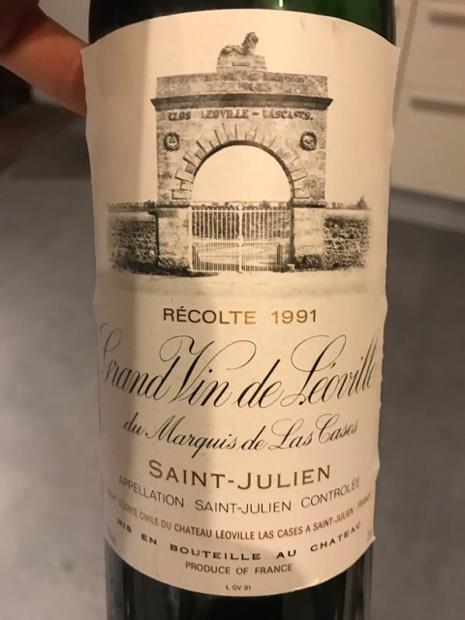 CLOS LEOVILLE - LASCASES.
RÉCOLTE 1991
Grand Vin de Léoville
du Marquis de Las Cases
SAINT-JULIEN
APPELLATION SAINT-JULIEN CONTROLÉE
CIVILE DU CHATEAU LÉOVILLE LAS CASES A SAINT-JULIEN FRANCE
MIS EN BOUTEILLE AU CHATEAU
PRODUCE OF FRANCE
L GV 91